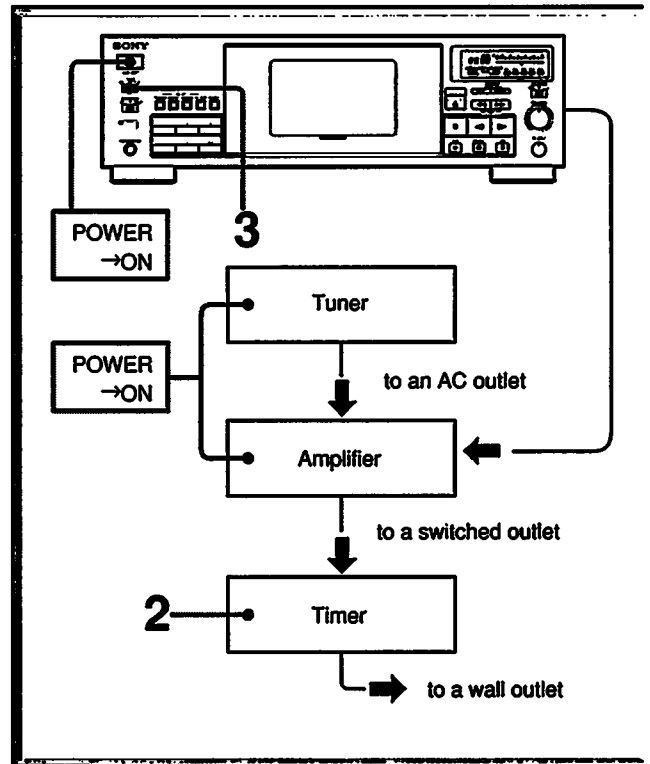 SONY
POWER
→ON
3
Tuner
POWER
→ON
to an AC outlet
Amplifier
to a switched outlet
2
Timer
to a wall outlet